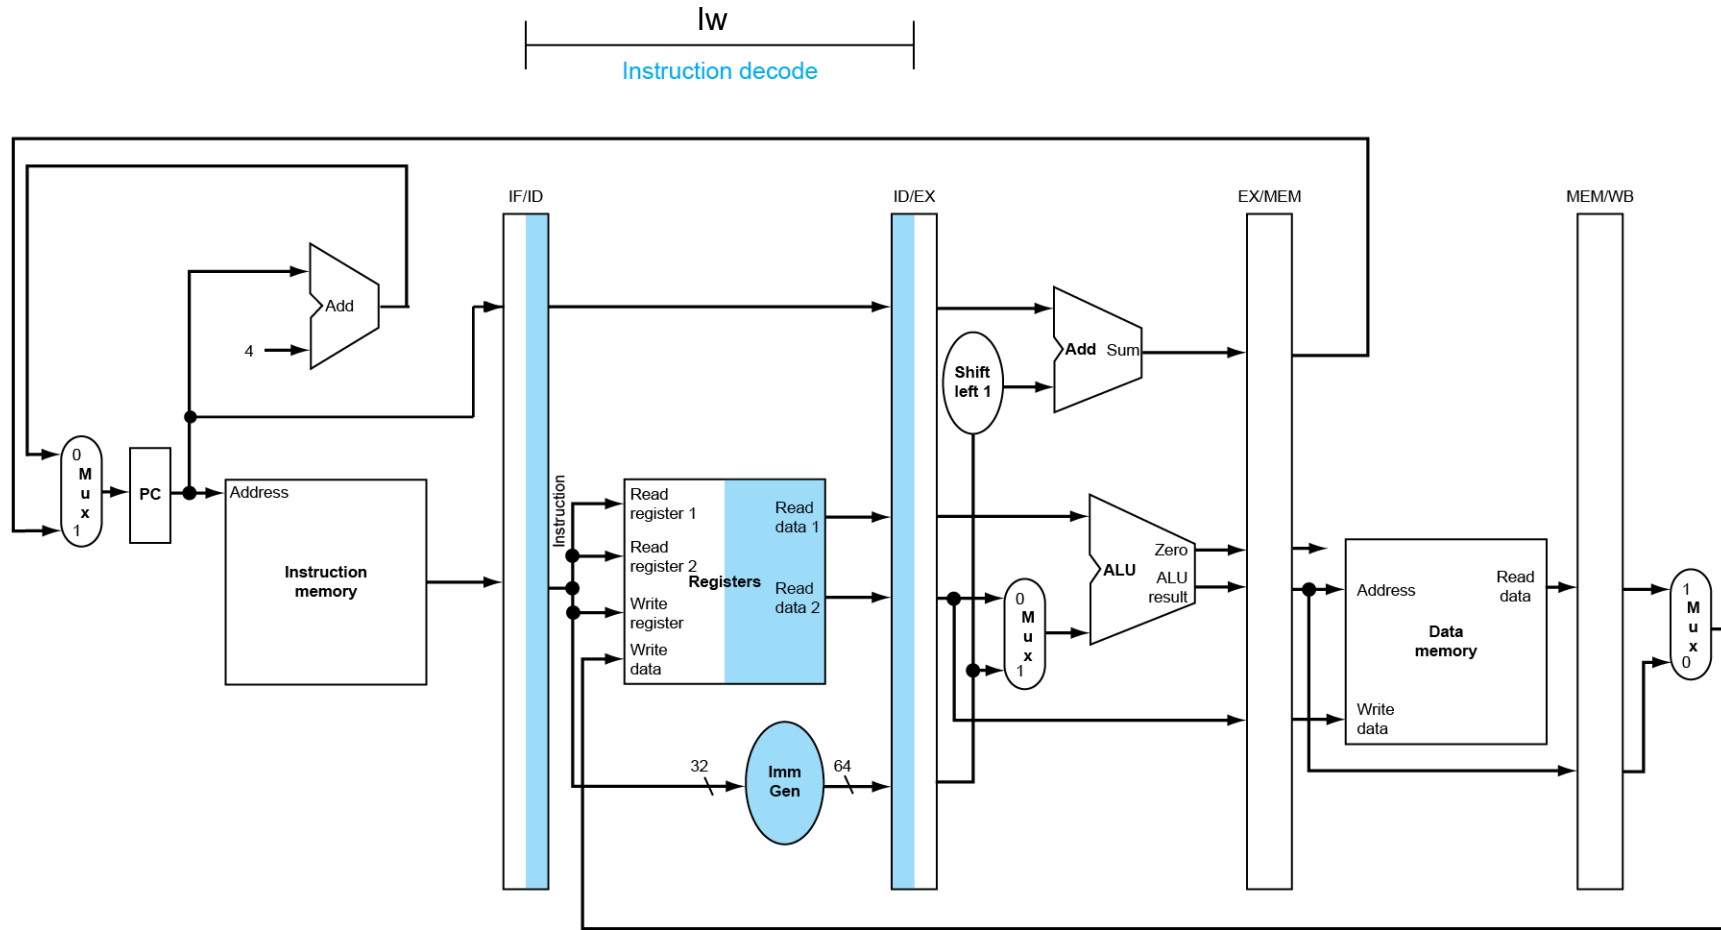 lw
Instruction decode
IF/ID
ID/EX
EX/MEM
MEM/WB
Add
4
Add Sum
Shift
left 1
0
M
u
x
1
PC
Address
Instruction
memory
Instruction
Read
register 1
Read
register 2
Write
register
Write
data
Registers
Read
data 1
Read
data 2
32
Imm
Gen
64
0
M
u
x
1
ALU
Zero
ALU
result
Address
Write
data
Data
memory
Read
data
1
M
u
x
0